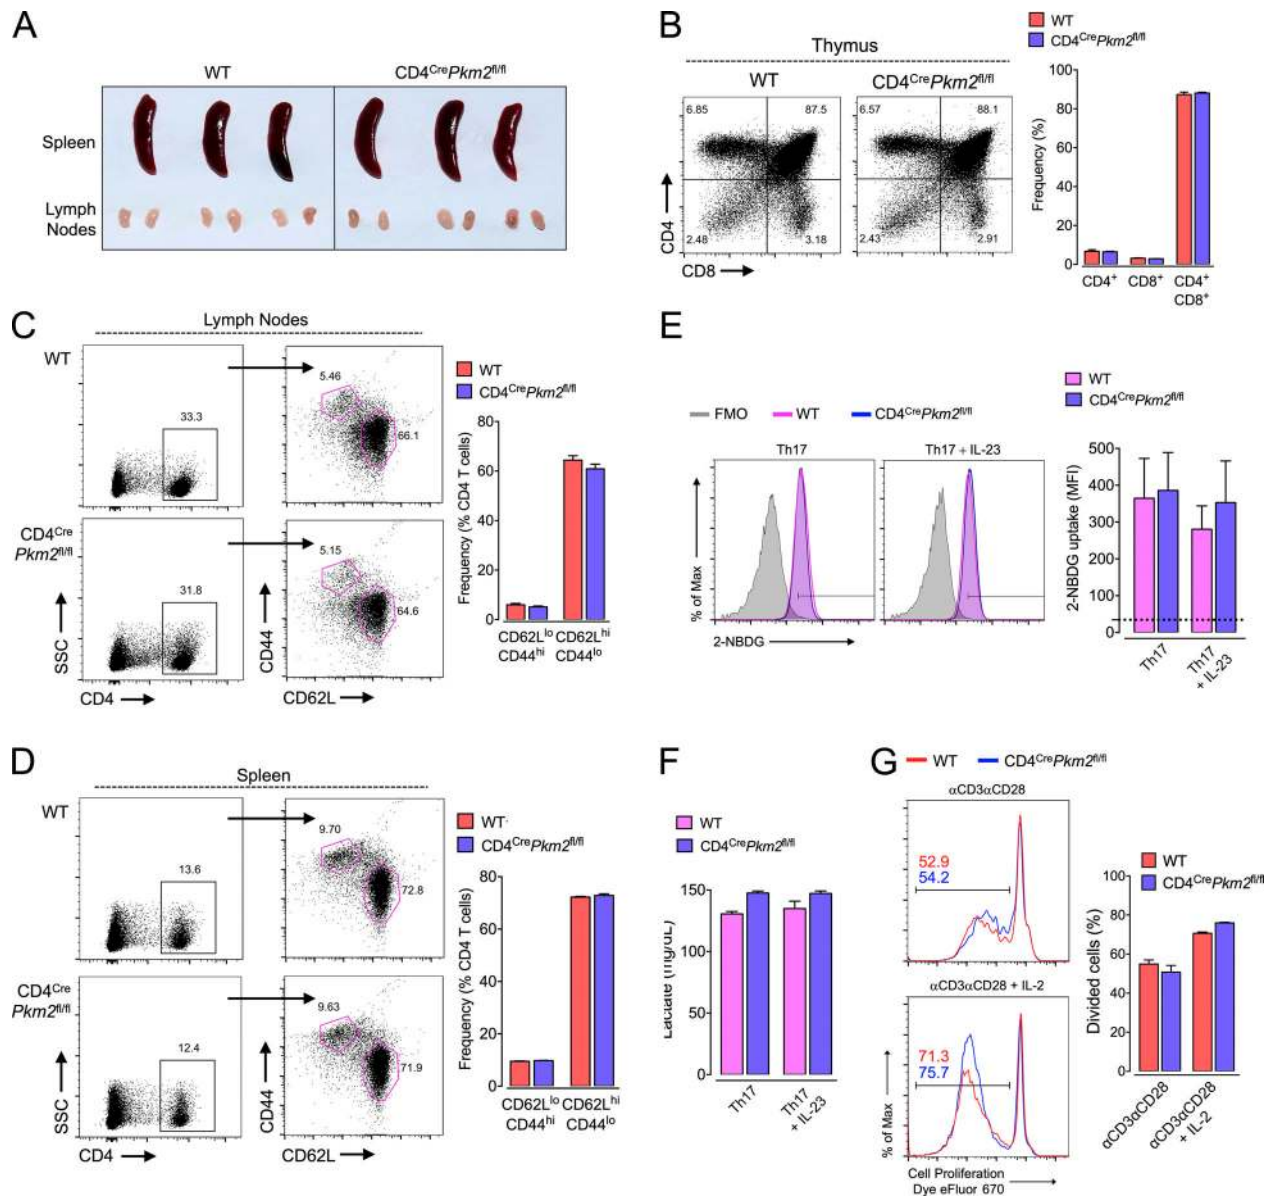 A
WT
CD4CrePkm2fl/fl
Spleen
Lymph
Nodes
B
WT
CD4CrePkm2fl/fl
Thymus
WT
CD4CrePkm2fl/fl
6.85
87.5
2.48
3.18
6.57
88.1
2.43
2.91
CD4
CD8
Frequency (%)
100
80
60
40
20
0
CD4+
CD8+
CD4+
CD8+
C
Lymph Nodes
WT
33.3
5.46
66.1
CD4Cre
Pkm2fl/fl
31.8
5.15
64.6
SSC
CD4
CD44
CD62L
WT
CD4CrePkm2fl/fl
Frequency (% CD4 T cells)
80
60
40
20
0
CD62Llo
CD44hi
CD62Lhi
CD44lo
E
FMO
WT
CD4CrePkm2fl/fl
Th17
Th17 + IL-23
% of Max
2-NBDG
WT
CD4CrePkm2fl/fl
2-NBDG uptake (MFI)
500
400
300
200
100
0
Th17
Th17
+ IL-23
D
Spleen
WT
13.6
9.70
72.8
CD4Cre
Pkm2fl/fl
12.4
9.63
71.9
SSC
CD4
CD44
CD62L
WT
CD4CrePkm2fl/fl
Frequency (% CD4 T cells)
80
60
40
20
0
CD62Llo
CD44hi
CD62Lhi
CD44lo
F
WT
CD4CrePkm2fl/fl
Lactate (mg/dL)
150
100
50
0
Th17
Th17
+ IL-23
G
WT
CD4CrePkm2fl/fl
αCD3αCD28
52.9
54.2
αCD3αCD28 + IL-2
71.3
75.7
% of Max
Cell Proliferation
Dye eFluor 670
WT
CD4CrePkm2fl/fl
Divided cells (%)
100
80
60
40
20
0
αCD3αCD28
αCD3αCD28
+ IL-2